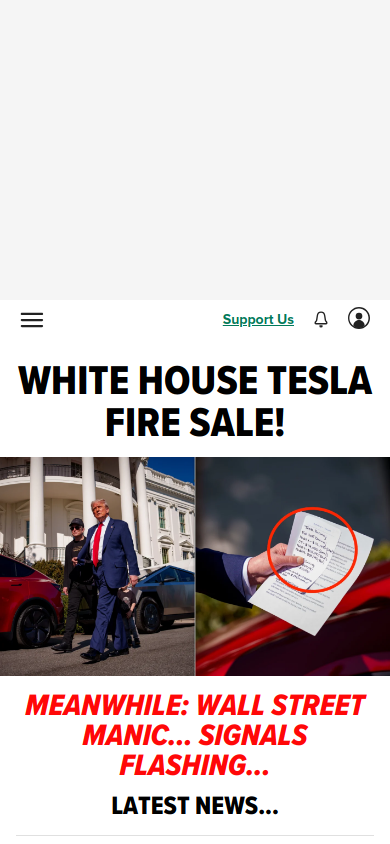 Support Us
WHITE HOUSE TESLA
FIRE SALE!
MEANWHILE: WALL STREET
MANIC... SIGNALS
FLASHING...
LATEST NEWS...